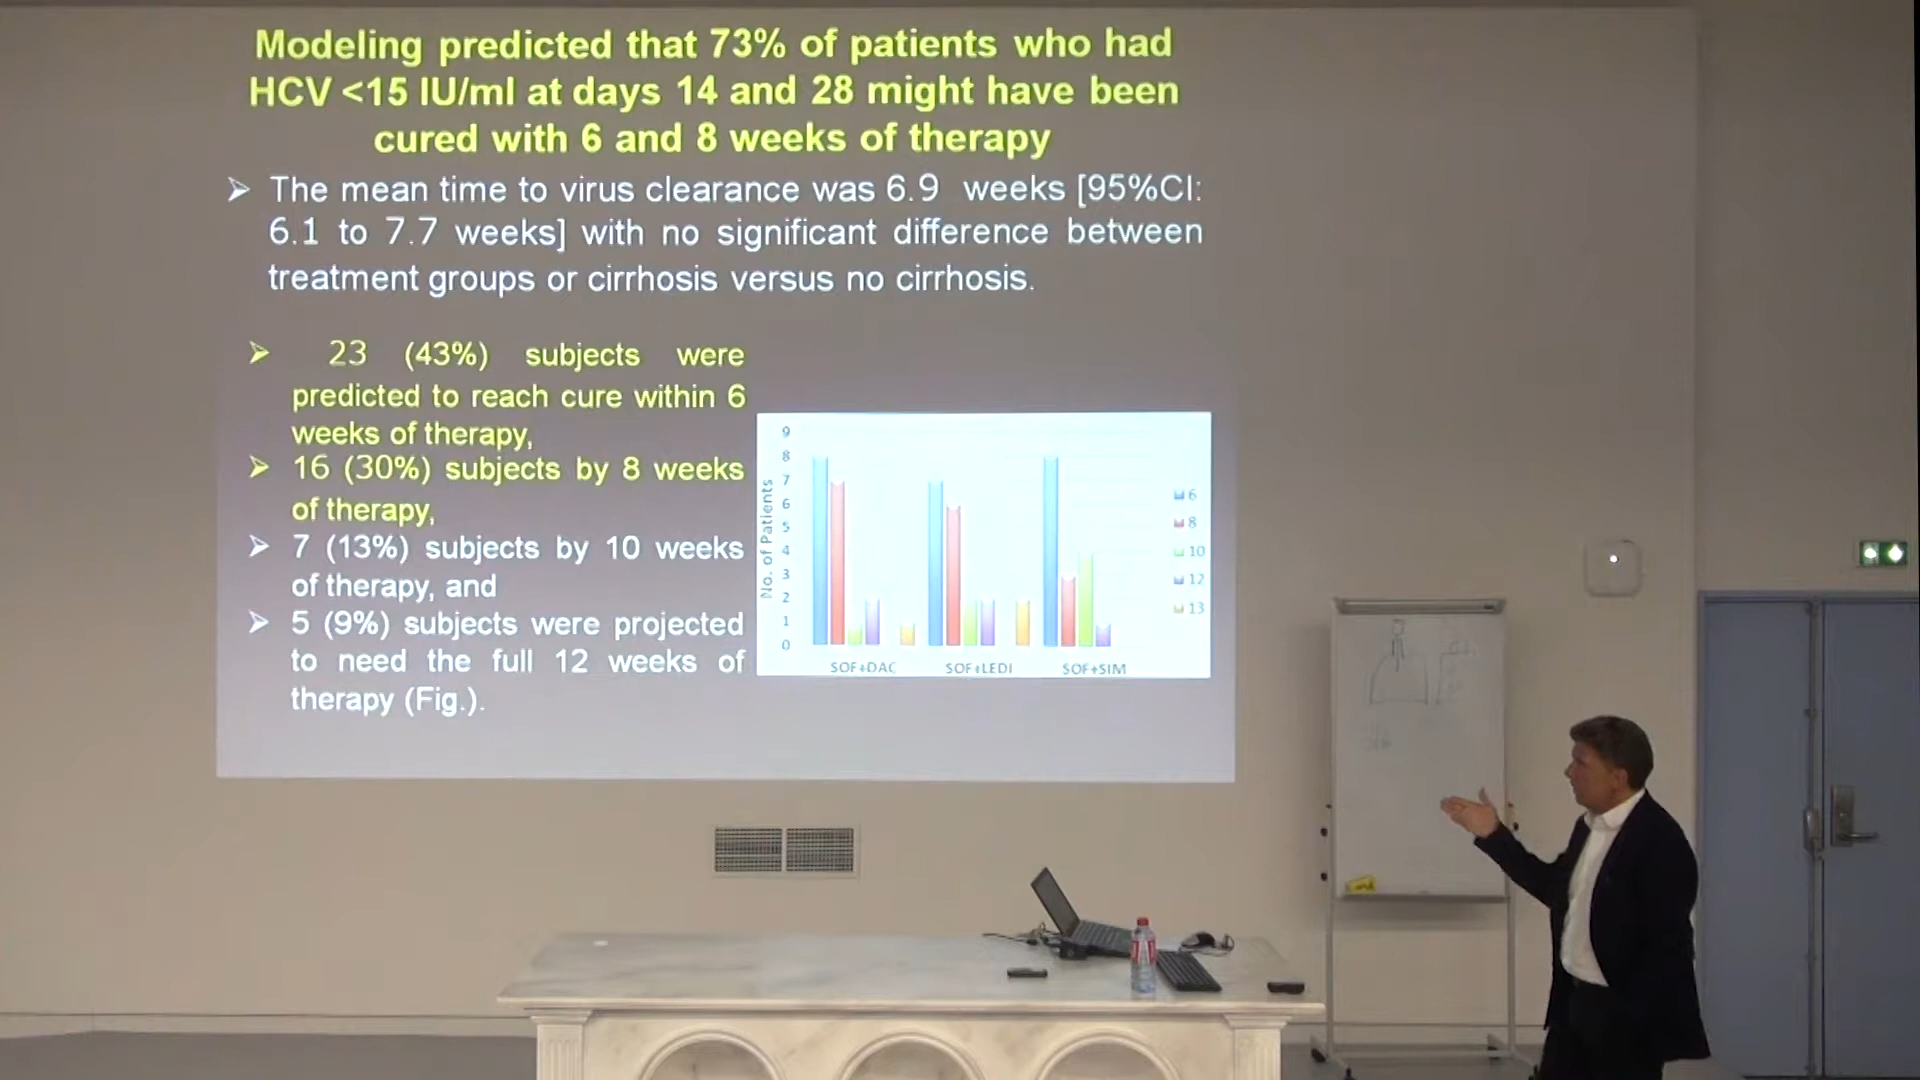 Modeling predicted that 73% of patients who had
HCV <15 IU/ml at days 14 and 28 might have been
cured with 6 and 8 weeks of therapy
➢ The mean time to virus clearance was 6.9 weeks [95%CI:
6.1 to 7.7 weeks] with no significant difference between
treatment groups or cirrhosis versus no cirrhosis.
➢ 23 (43%) subjects were
predicted to reach cure within 6
weeks of therapy,
➢ 16 (30%) subjects by 8 weeks
of therapy,
➢ 7 (13%) subjects by 10 weeks
of therapy, and
➢ 5 (9%) subjects were projected
to need the full 12 weeks of
therapy (Fig.).
No. of Patients
9
8
7
6
5
4
3
2
1
0
SOF+DAC SOF+LEDI SOF+SIM
6
8
10
12
13